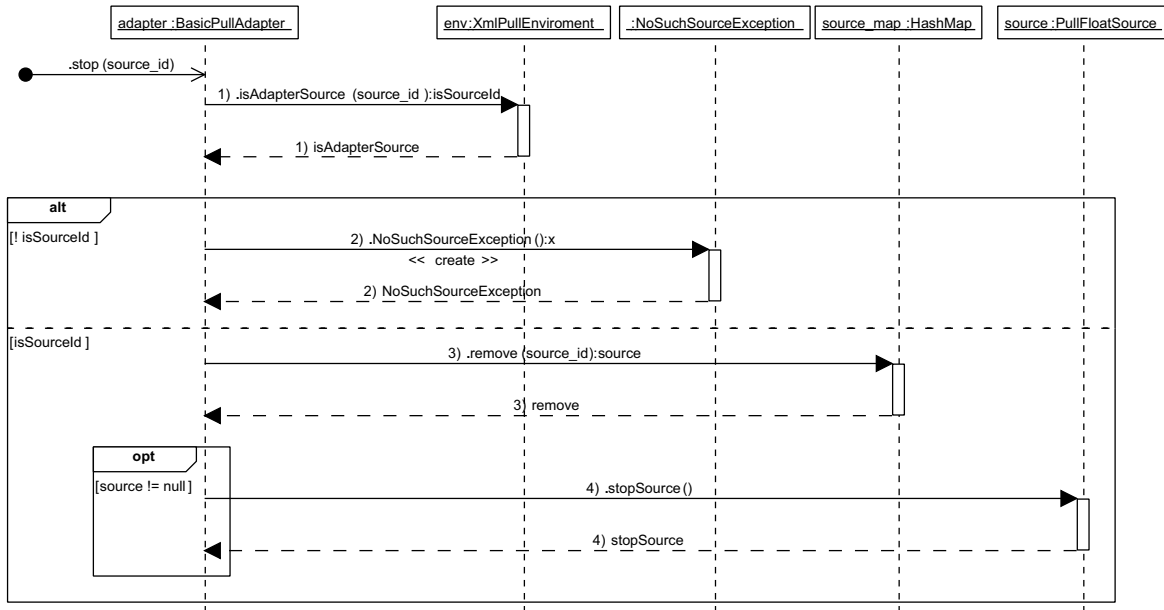 adapter :BasicPullAdapter
env:XmlPullEnviroment
:NoSuchSourceException
source_map :HashMap
source :PullFloatSource
.stop (source_id)
1) .isAdapterSource (source_id ):isSourceId
1) isAdapterSource
alt
[! isSourceId ]
2) .NoSuchSourceException ():x
<< create >>
2) NoSuchSourceException
[isSourceId ]
3) .remove (source_id):source
3) remove
opt
[source != null ]
4) .stopSource ()
4) stopSource